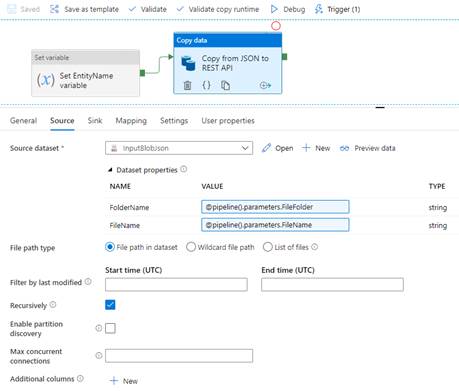 Saved Save as template Validate Validate copy runtime Debug Trigger (1)
Set variable
(x) Set EntityName
variable
Copy data
Copy from JSON to
REST API
{}
General Source Sink Mapping Settings User properties
Source dataset * InputBlobJson Open + New Preview data
Dataset properties
NAME VALUE TYPE
FolderName @pipeline().parameters.FileFolder string
FileName @pipeline().parameters.FileName string
File path type File path in dataset Wildcard file path List of files
Start time (UTC) End time (UTC)
Filter by last modified
Recursively
Enable partition
discovery
Max concurrent
connections
Additional columns + New